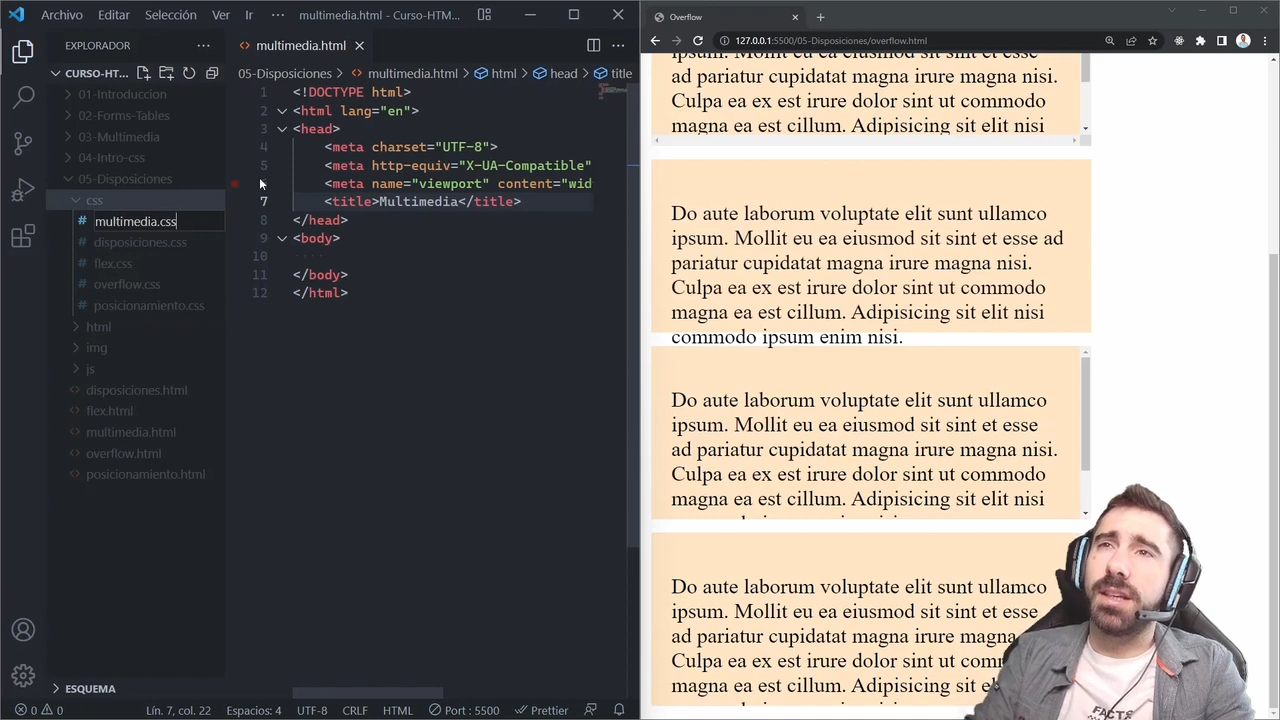 Archivo Editar Selección Ver Ir ··· multimedia.html - Curso-HTM...
EXPLORADOR ···
CURSO-HT...
01-Introduccion
02-Forms-Tables
03-Multimedia
04-Intro-css
05-Disposiciones
css
# multimedia.css
# disposiciones.css
# flex.css
# overflow.css
# posicionamiento.css
html
img
js
<> disposiciones.html
<> flex.html
<> multimedia.html
<> overflow.html
<> posicionamiento.html
ESQUEMA
<> multimedia.html ···
05-Disposiciones > <> multimedia.html > html > head > title
1 <!DOCTYPE html>
2 <html lang="en">
3 <head>
4 <meta charset="UTF-8">
5 <meta http-equiv="X-UA-Compatible"
6 <meta name="viewport" content="wid
7 <title>Multimedia</title>
8 </head>
9 <body>
10 ····
11 </body>
12 </html>
0 0 Lín. 7, col. 22 Espacios: 4 UTF-8 CRLF HTML Port : 5500 Prettier
Overflow
127.0.0.1:5500/05-Disposiciones/overflow.html
ipsum. Mollit eu ea eiusmod sit sint et esse
ad pariatur cupidatat magna irure magna nisi.
Culpa ea ex est irure dolor sint ut commodo
magna ea est cillum. Adipisicing sit elit nisi
Do aute laborum voluptate elit sunt ullamco
ipsum. Mollit eu ea eiusmod sit sint et esse ad
pariatur cupidatat magna irure magna nisi.
Culpa ea ex est irure dolor sint ut commodo
magna ea est cillum. Adipisicing sit elit nisi
commodo ipsum enim nisi.
Do aute laborum voluptate elit sunt ullamco
ipsum. Mollit eu ea eiusmod sit sint et esse
ad pariatur cupidatat magna irure magna nisi.
Culpa ea ex est irure dolor sint ut commodo
magna ea est cillum. Adipisicing sit elit nisi
Do aute laborum voluptate elit sunt ullamco
ipsum. Mollit eu ea eiusmod sit sint et esse
ad pariatur cupidatat magna irure magna
Culpa ea ex est irure dolor sint ut com
magna ea est cillum. Adipisicing sit el
FACTS